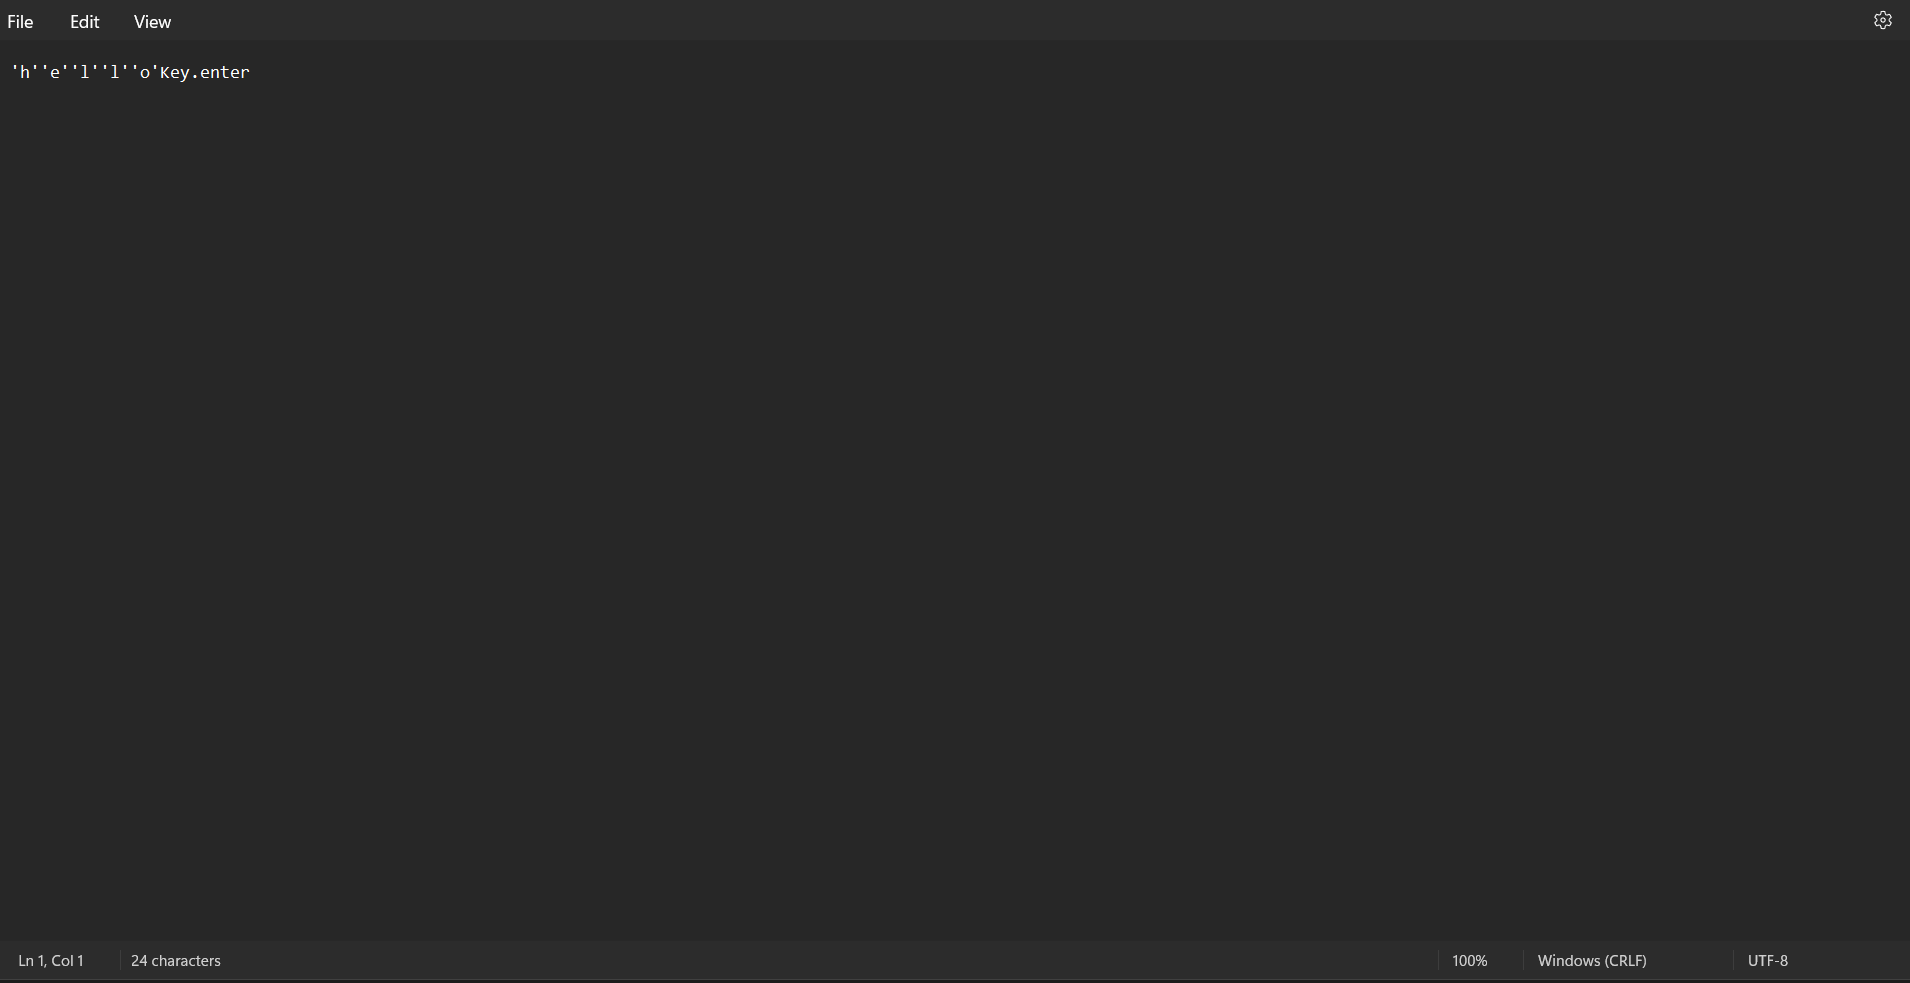 File Edit View
'h''e''l''l''o'Key.enter
Ln 1, Col 1 24 characters 100% Windows (CRLF) UTF-8